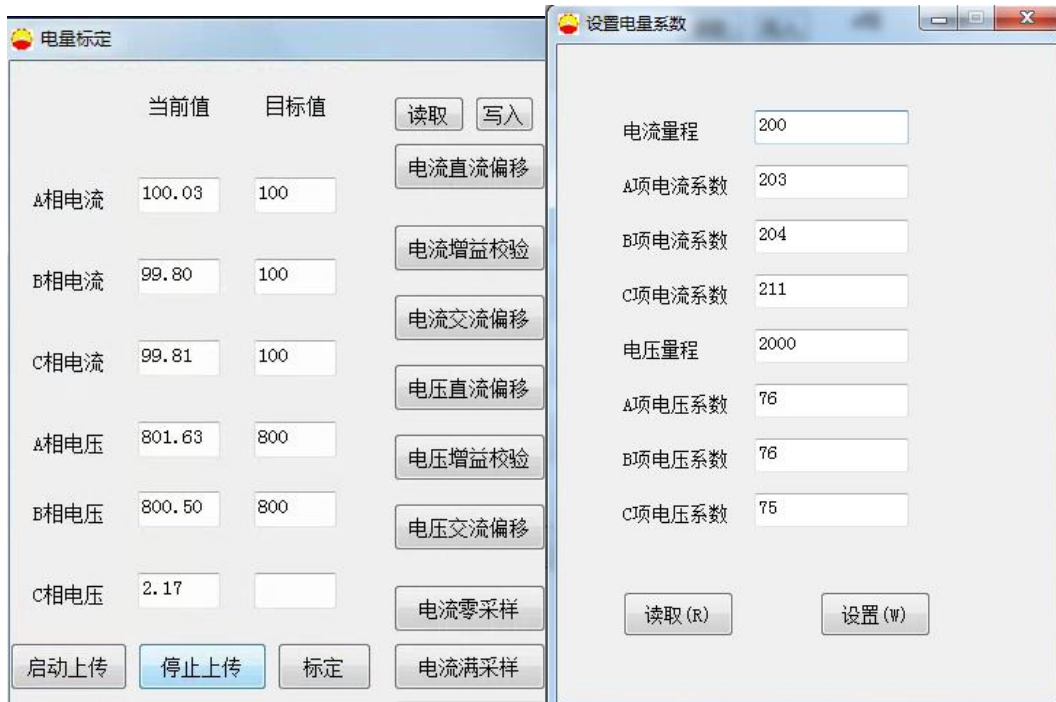 电量标定
当前值 目标值
读取 写入
电流直流偏移
A相电流 100.03 100
电流增益校验
B相电流 99.80 100
电流交流偏移
C相电流 99.81 100
电压直流偏移
A相电压 801.63 800
电压增益校验
B相电压 800.50 800
电压交流偏移
C相电压 2.17
电流零采样
启动上传 停止上传 标定 电流满采样
设置电量系数
电流量程 200
A项电流系数 203
B项电流系数 204
C项电流系数 211
电压量程 2000
A项电压系数 76
B项电压系数 76
C项电压系数 75
读取(R) 设置(W)